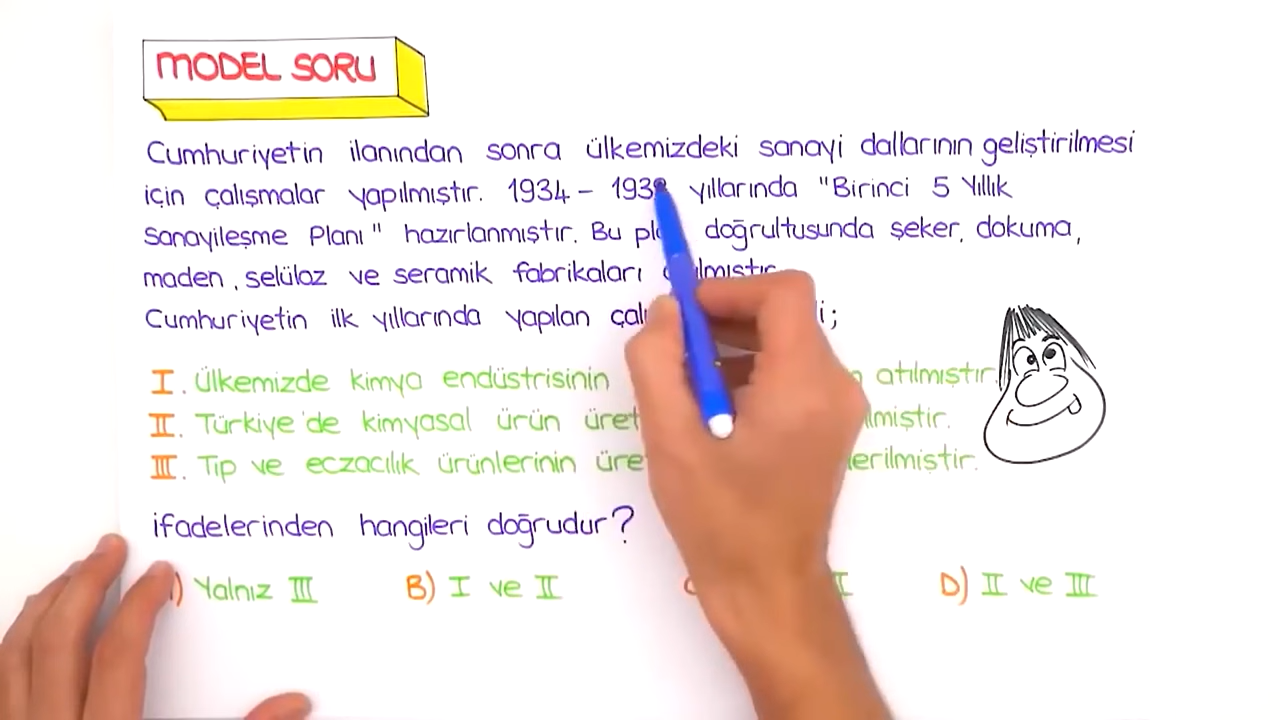 MODEL SORU
Cumhuriyetin ilanından sonra ülkemizdeki sanayi dallarının geliştirilmesi
için çalışmalar yapılmıştır. 1934 - 193 yıllarında "Birinci 5 Yıllık
Sanayileşme Planı" hazırlanmıştır. Bu doğrultusunda şeker, dokuma,
maden, selüloz ve seramik fabrikaları
Cumhuriyetin ilk yıllarında yapılan
I. Ülkemizde kimya endüstrisinin atılmıştır.
II. Türkiye'de kimyasal ürün
III. Tıp ve eczacılık ürünlerinin
ifadelerinden hangileri doğrudur?
) Yalnız III B) I ve II D) II ve III